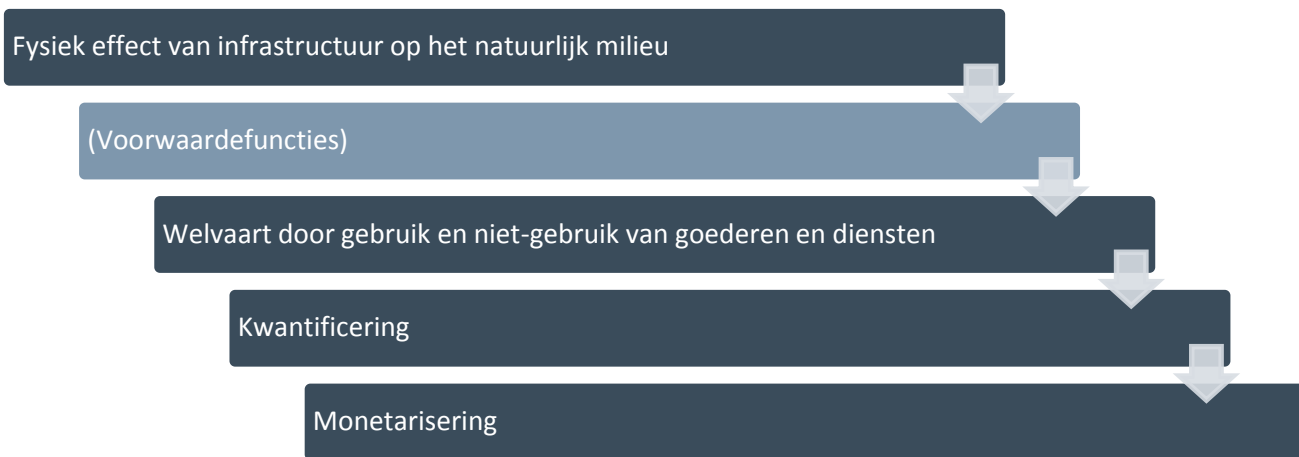 Fysiek effect van infrastructuur op het natuurlijk milieu
(Voorwaardefuncties)
Welvaart door gebruik en niet-gebruik van goederen en diensten
Kwantificering
Monetarisering